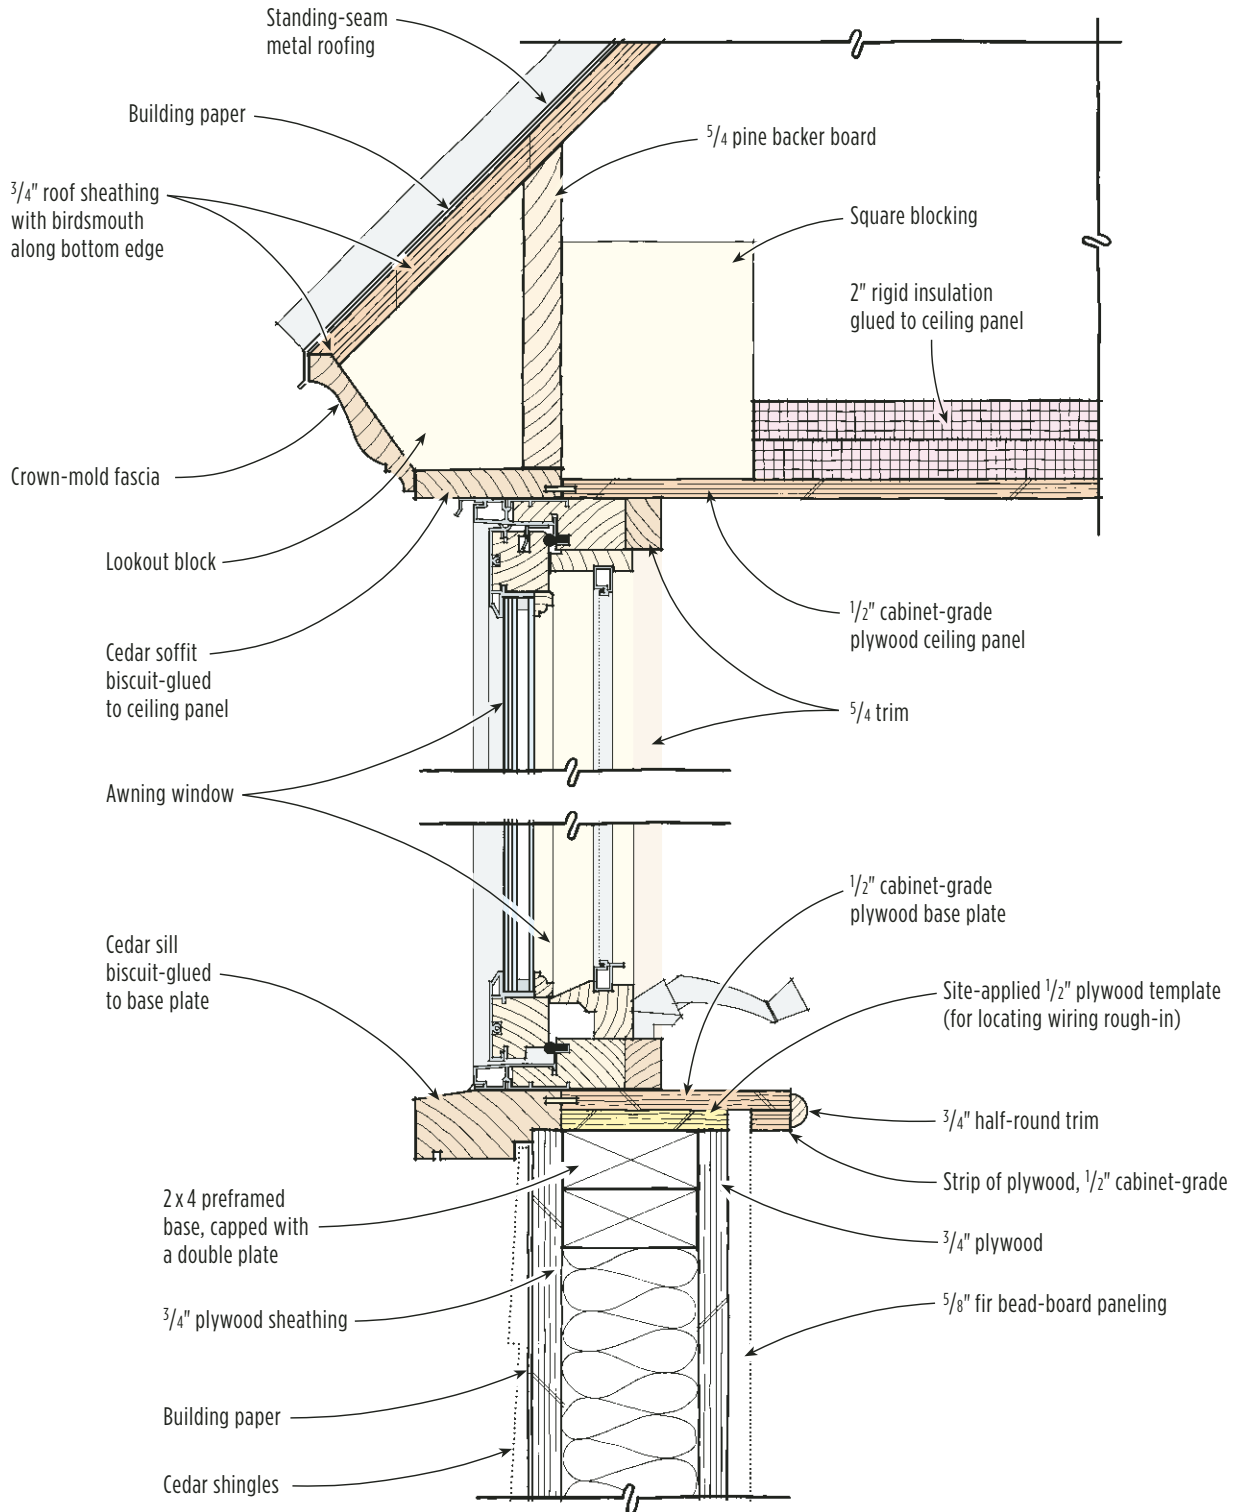 Standing-seam
metal roofing
Building paper
5/4 pine backer board
3/4" roof sheathing
with birdsmouth
along bottom edge
Square blocking
2" rigid insulation
glued to ceiling panel
Crown-mold fascia
Lookout block
1/2" cabinet-grade
plywood ceiling panel
Cedar soffit
biscuit-glued
to ceiling panel
5/4 trim
Awning window
1/2" cabinet-grade
plywood base plate
Cedar sill
biscuit-glued
to base plate
Site-applied 1/2" plywood template
(for locating wiring rough-in)
3/4" half-round trim
Strip of plywood, 1/2" cabinet-grade
2 x 4 preframed
base, capped with
a double plate
3/4" plywood
3/4" plywood sheathing
5/8" fir bead-board paneling
Building paper
Cedar shingles